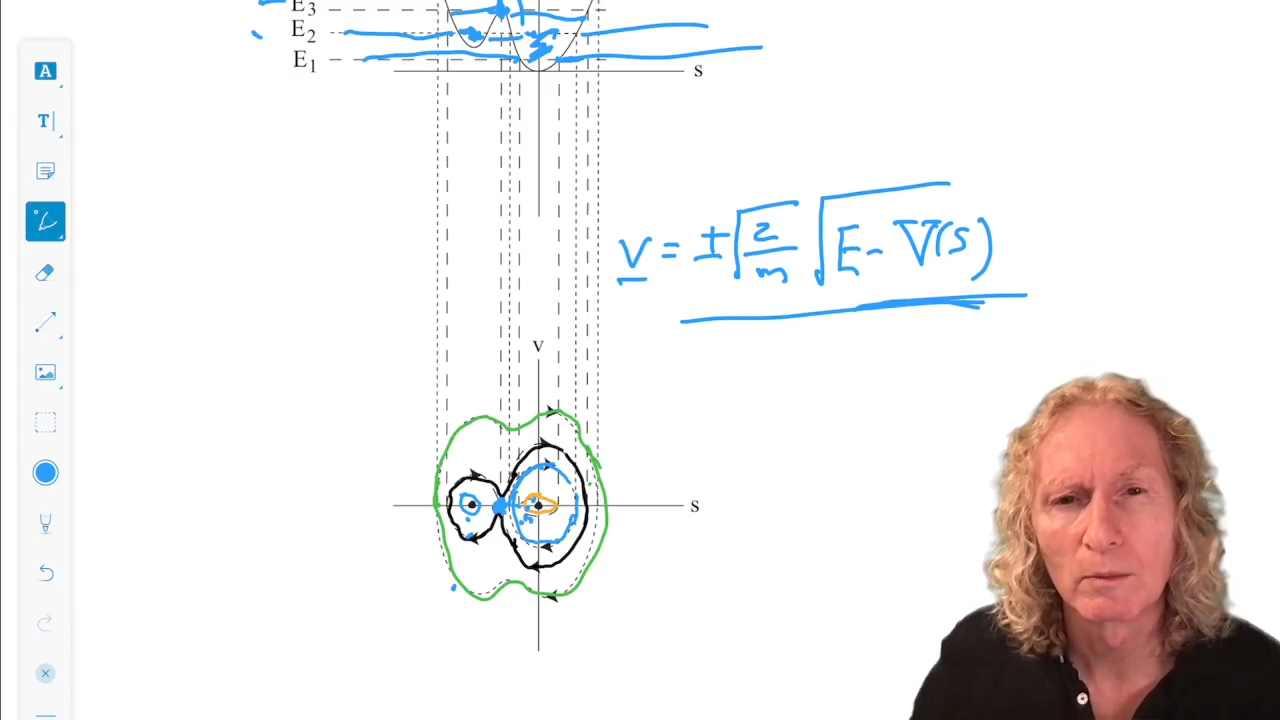 E₃
E₂
E₁
s
v = ±√(2/m) √(E - V(s))
v
s
A
T